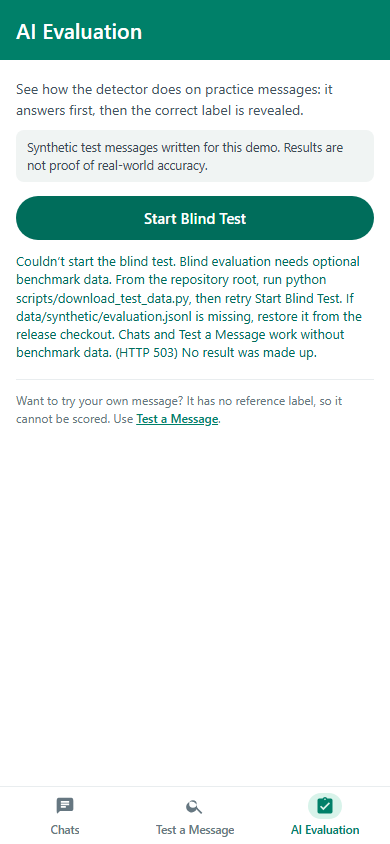 AI Evaluation
See how the detector does on practice messages: it
answers first, then the correct label is revealed.
Synthetic test messages written for this demo. Results are
not proof of real-world accuracy.
Start Blind Test
Couldn't start the blind test. Blind evaluation needs optional
benchmark data. From the repository root, run python
scripts/download_test_data.py, then retry Start Blind Test. If
data/synthetic/evaluation.jsonl is missing, restore it from the
release checkout. Chats and Test a Message work without
benchmark data. (HTTP 503) No result was made up.
Want to try your own message? It has no reference label, so it
cannot be scored. Use Test a Message.
Chats
Test a Message
AI Evaluation